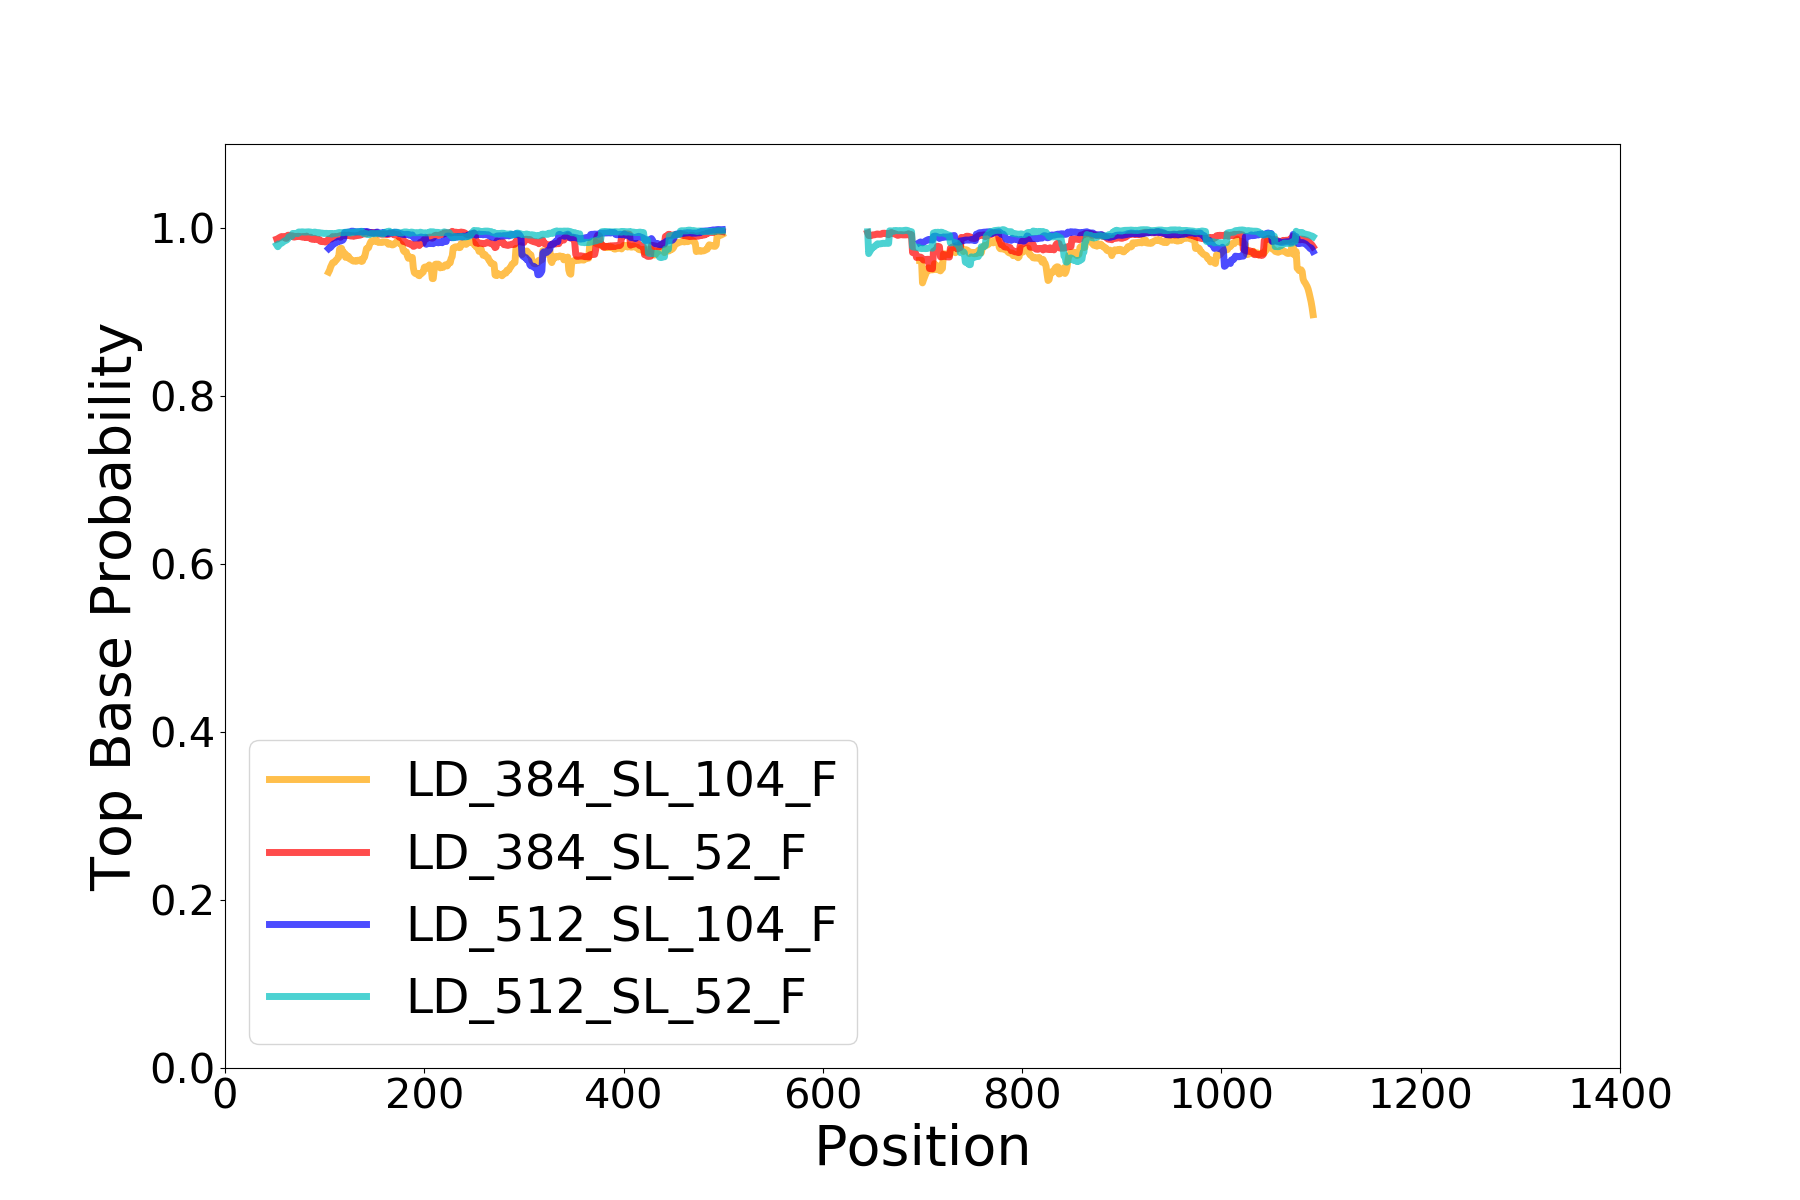 Top Base Probability
1.0
0.8
0.6
0.4
0.2
0.0
LD_384_SL_104_F
LD_384_SL_52_F
LD_512_SL_104_F
LD_512_SL_52_F
0 200 400 600 800 1000 1200 1400
Position